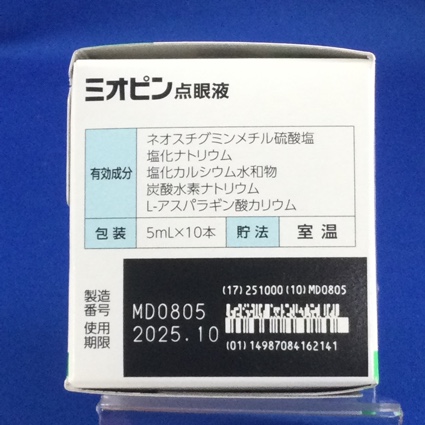 ミオピン点眼液
有効成分
ネオスチグミンメチル硫酸塩
塩化ナトリウム
塩化カルシウム水和物
炭酸水素ナトリウム
L-アスパラギン酸カリウム
包装 5mL×10本 貯法 室温
製造番号 MD0805
使用期限 2025.10
(17)251000(10)MD0805
(01)14987084162141